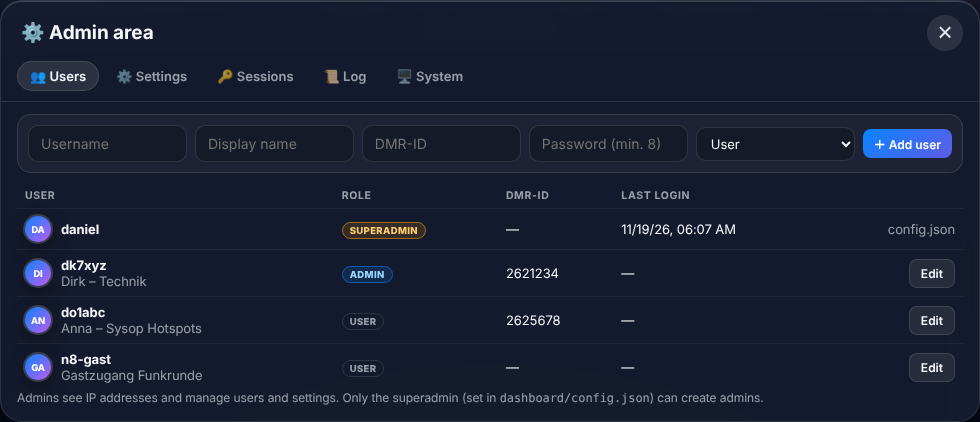 ⚙️ Admin area
✕
👥 Users ⚙️ Settings 🔑 Sessions 📜 Log 🖥️ System
Username Display name DMR-ID Password (min. 8) User + Add user
USER ROLE DMR-ID LAST LOGIN
DA daniel SUPERADMIN — 11/19/26, 06:07 AM config.json
DI dk7xyz ADMIN 2621234 — Edit
Dirk – Technik
AN do1abc USER 2625678 — Edit
Anna – Sysop Hotspots
GA n8-gast USER — — Edit
Gastzugang Funkrunde
Admins see IP addresses and manage users and settings. Only the superadmin (set in dashboard/config.json) can create admins.